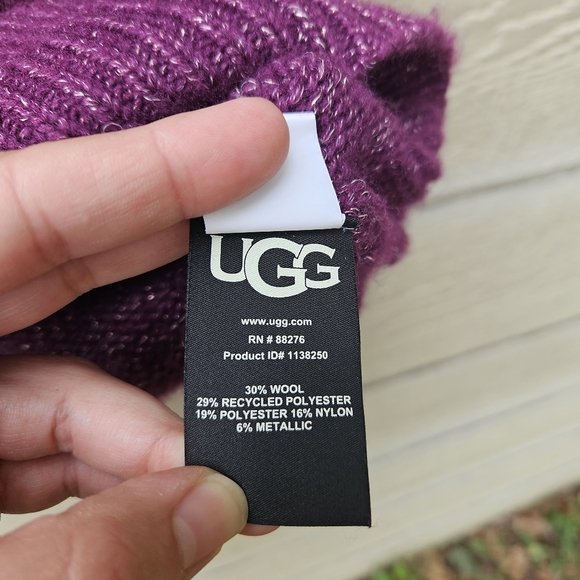 UGG
www.ugg.com
RN # 88276
Product ID# 1138250
30% WOOL
29% RECYCLED POLYESTER
19% POLYESTER 16% NYLON
6% METALLIC